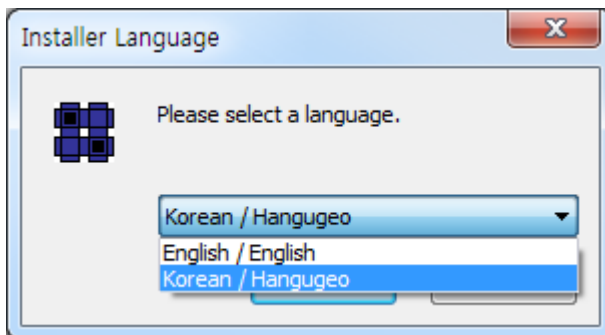 Installer Language
Please select a language.
Korean / Hangugeo
English / English
Korean / Hangugeo